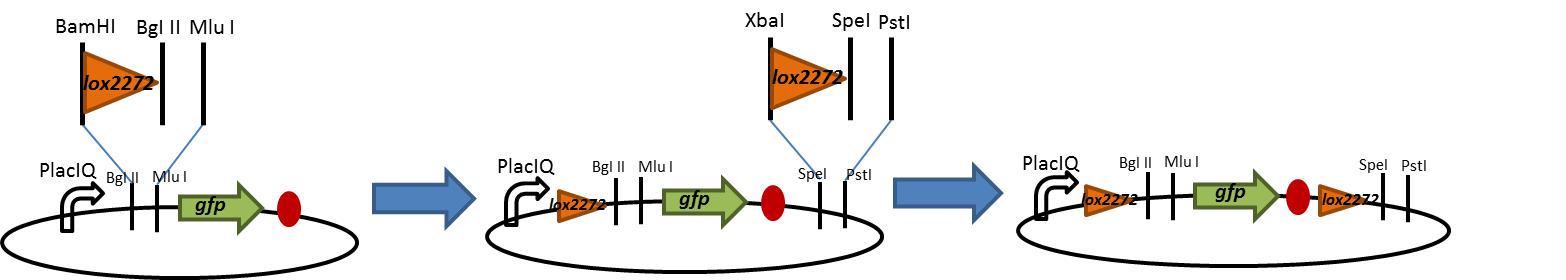 BamHI Bgl II Mlu I
lox2272
PlacIQ Bgl II Mlu I
gfp
XbaI SpeI PstI
lox2272
PlacIQ Bgl II Mlu I SpeI PstI
lox2272 gfp
PlacIQ Bgl II Mlu I SpeI PstI
lox2272 gfp lox2272